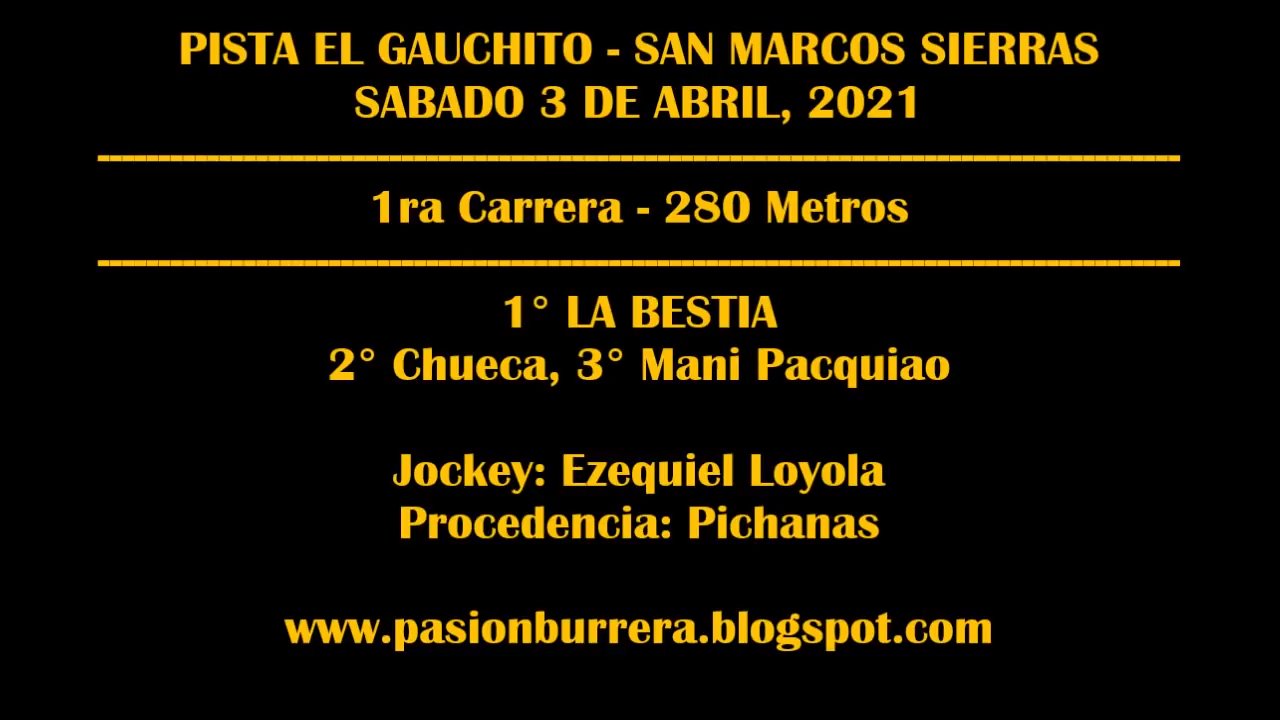 PISTA EL GAUCHITO - SAN MARCOS SIERRAS
SABADO 3 DE ABRIL, 2021
1ra Carrera - 280 Metros
1° LA BESTIA
2° Chueca, 3° Mani Pacquiao
Jockey: Ezequiel Loyola
Procedencia: Pichanas
www.pasionburrera.blogspot.com